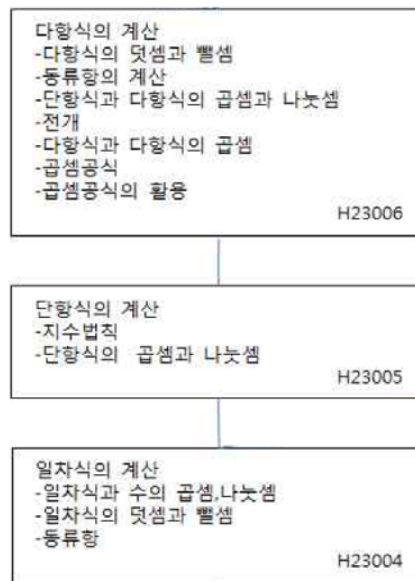 다항식의 계산
-다항식의 덧셈과 뺄셈
-동류항의 계산
-단항식과 다항식의 곱셈과 나눗셈
-전개
-다항식과 다항식의 곱셈
-곱셈공식
-곱셈공식의 활용
H23006
단항식의 계산
-지수법칙
-단항식의 곱셈과 나눗셈
H23005
일차식의 계산
-일차식과 수의 곱셈,나눗셈
-일차식의 덧셈과 뺄셈
-동류항
H23004